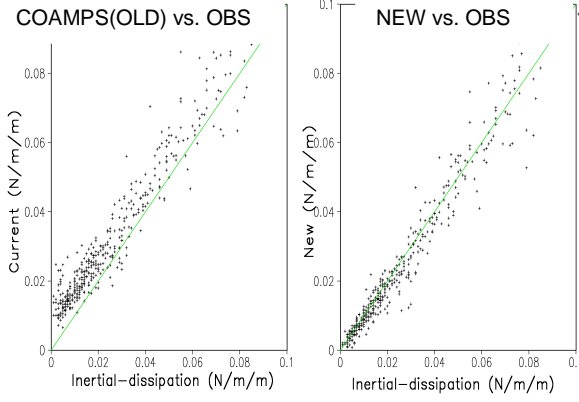 COAMPS(OLD) vs. OBS
NEW vs. OBS
0.1
0.08
0.08
Current (N/m/m)
New (N/m/m)
0.06
0.06
0.04
0.04
0.02
0.02
0
0
0 0.02 0.04 0.06 0.08 0.1
0 0.02 0.04 0.06 0.08 0.
Inertial-dissipation (N/m/m)
Inertial-dissipation (N/m/m)